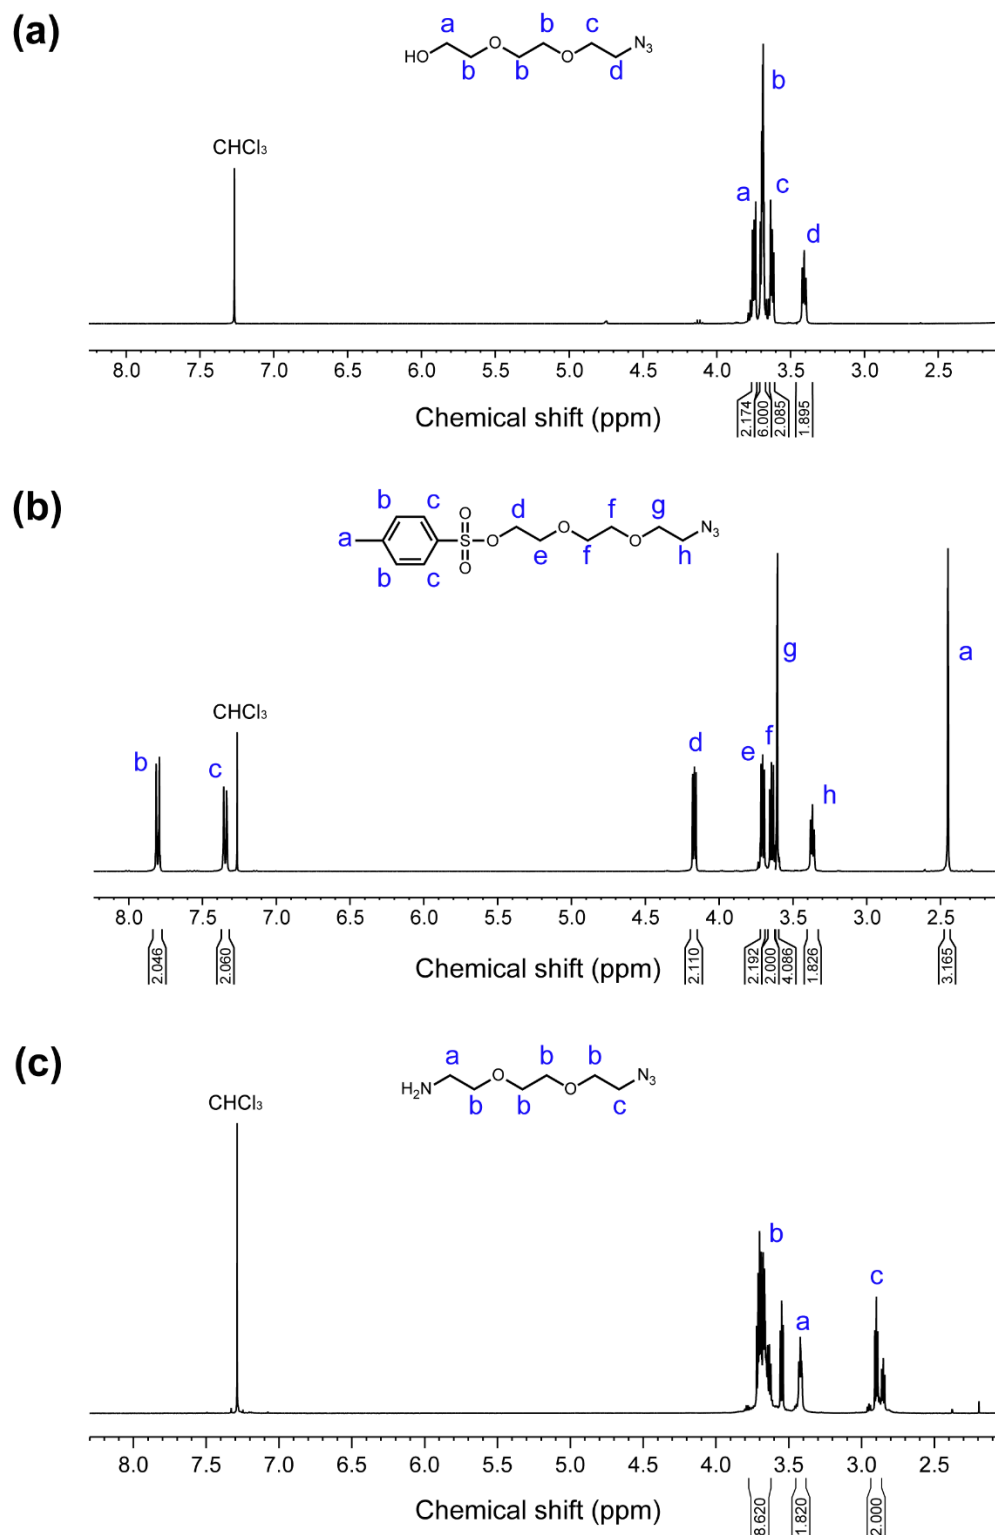 (a)
a b c
HO O O N₃
b b d
b
CHCl₃
a c
d
8.0 7.5 7.0 6.5 6.0 5.5 5.0 4.5 4.0 3.5 3.0 2.5
2.174 6.000 2.085 1.895
Chemical shift (ppm)
(b)
b c O d f g
a S O O O N₃
b c O e f h
g
a
CHCl₃
b c d e f
h
8.0 7.5 7.0 6.5 6.0 5.5 5.0 4.5 4.0 3.5 3.0 2.5
2.046 2.060 2.110 2.192 2.000 4.086 1.826 3.165
Chemical shift (ppm)
(c)
a b b
H₂N O O N₃
b b c
CHCl₃
b
c
a
8.0 7.5 7.0 6.5 6.0 5.5 5.0 4.5 4.0 3.5 3.0 2.5
8.620 1.820 2.000
Chemical shift (ppm)